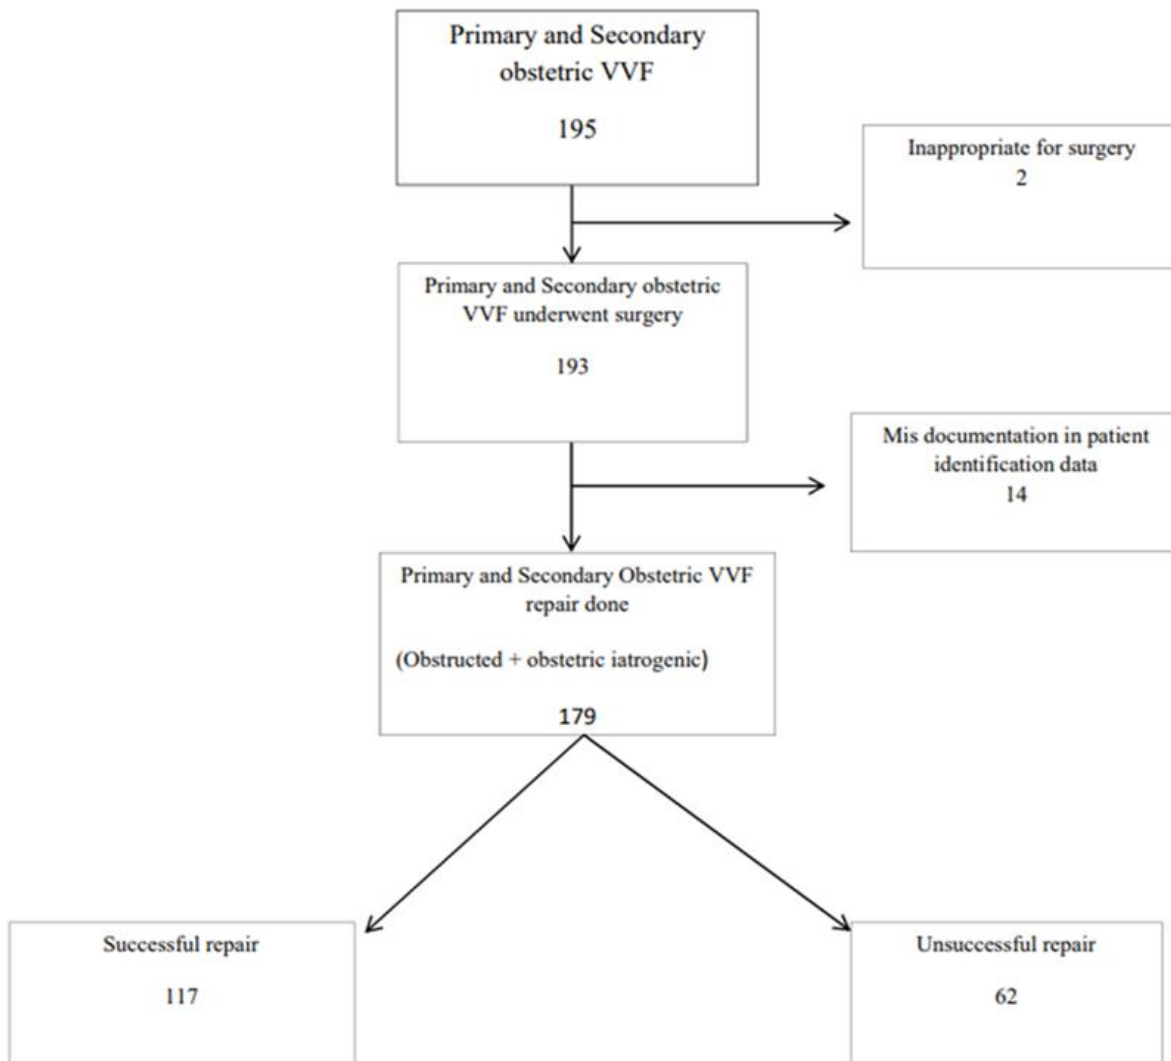 Primary and Secondary
obstetric VVF
195
Inappropriate for surgery
2
Primary and Secondary obstetric
VVF underwent surgery
193
Mis documentation in patient
identification data
14
Primary and Secondary Obstetric VVF
repair done
(Obstructed + obstetric iatrogenic)
179
Successful repair
117
Unsuccessful repair
62